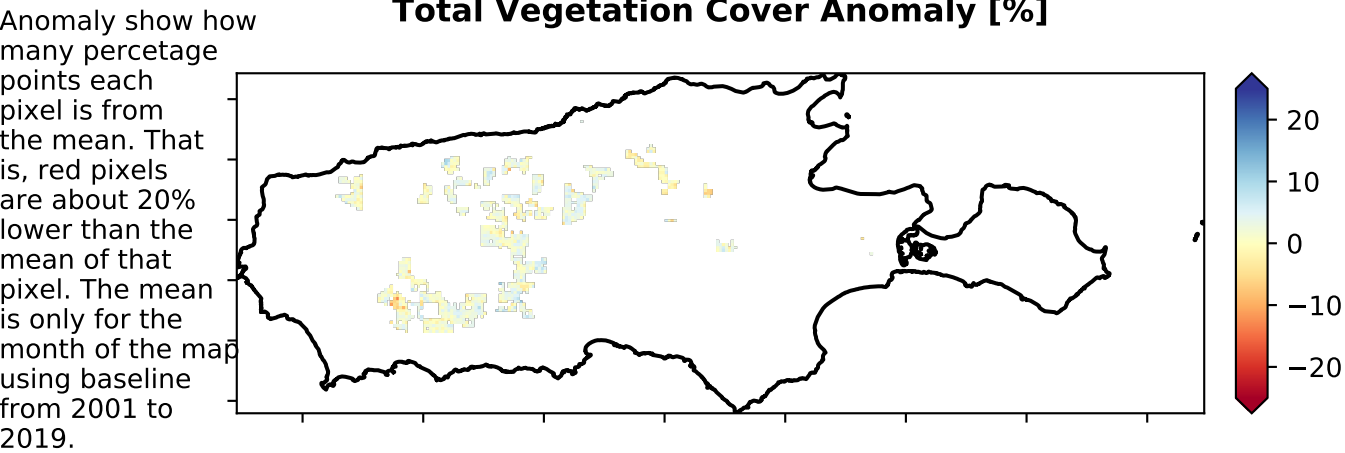 Total Vegetation Cover Anomaly [%]
Anomaly show how
many percetage
points each
pixel is from
the mean. That
is, red pixels
are about 20%
lower than the
mean of that
pixel. The mean
is only for the
month of the map
using baseline
from 2001 to
2019.
20
10
0
−10
−20